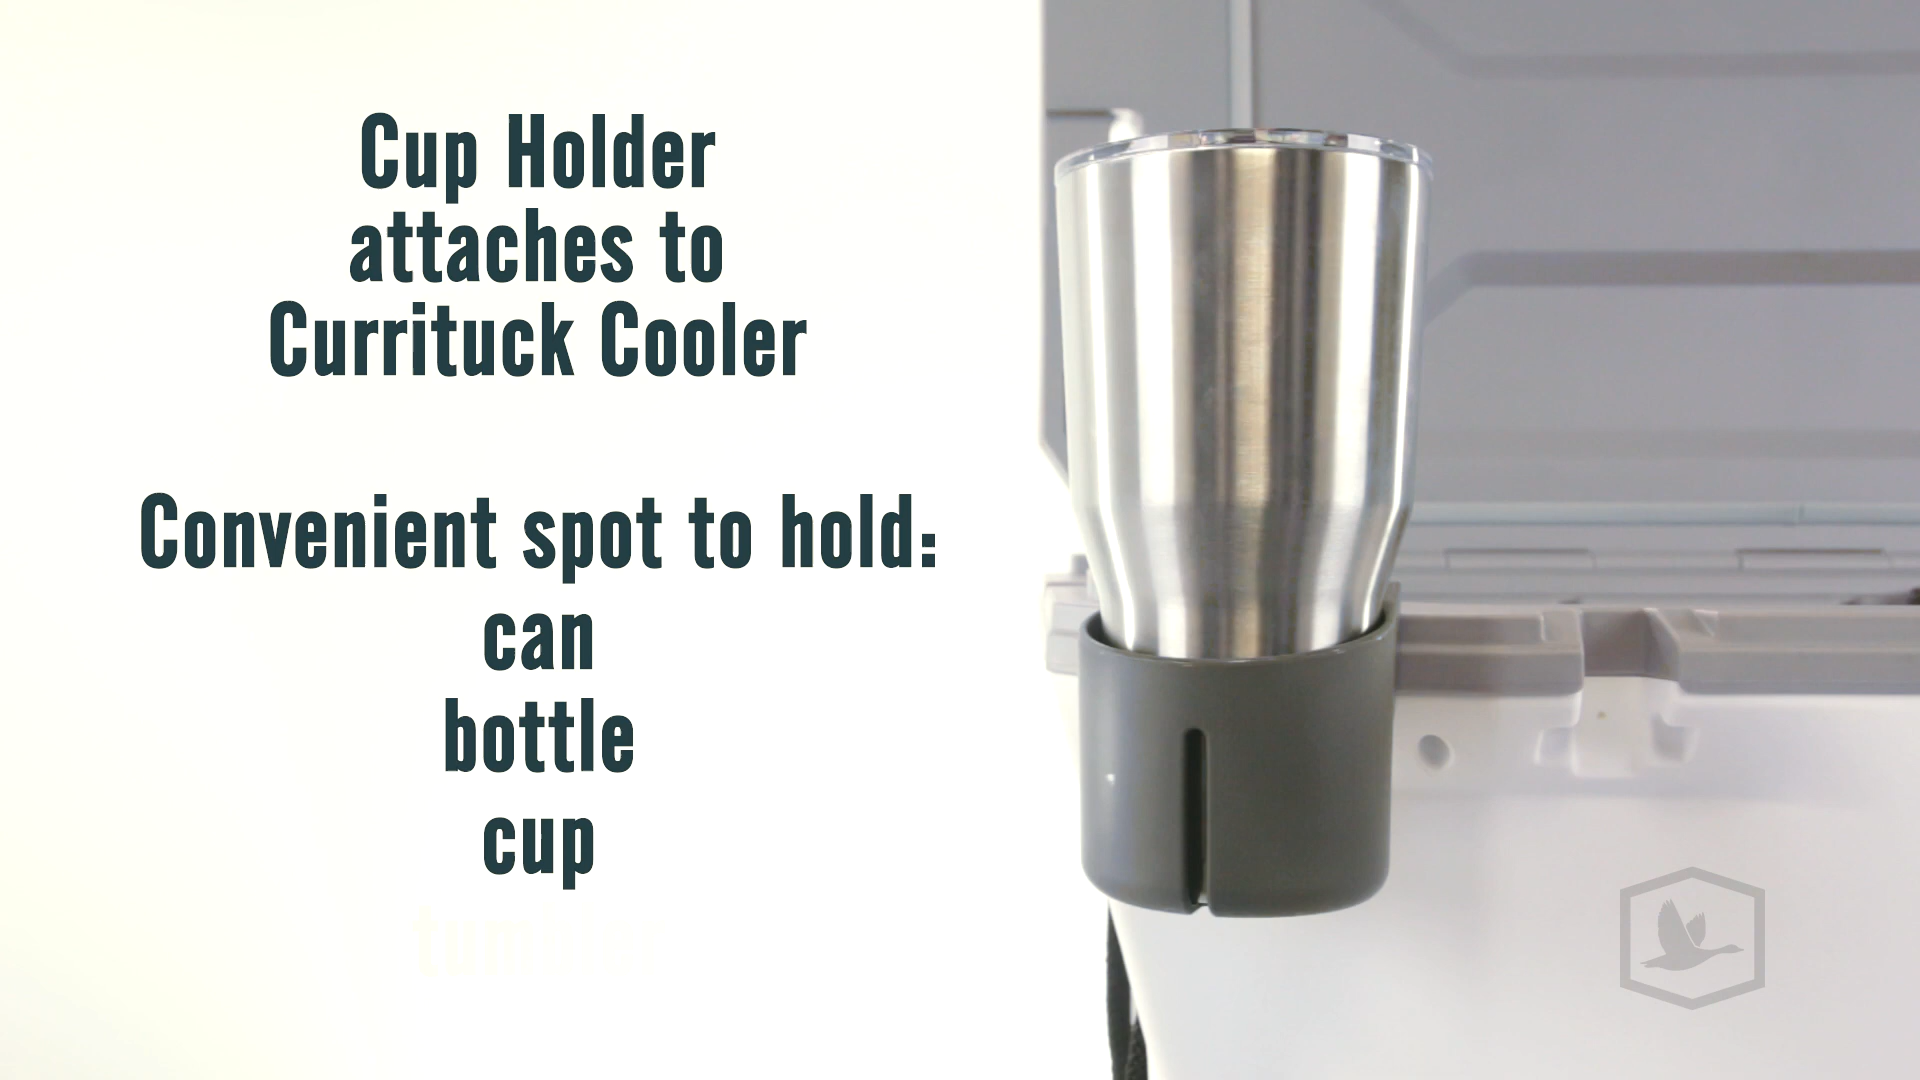 Cup Holder
attaches to
Currituck Cooler
Convenient spot to hold:
can
bottle
cup